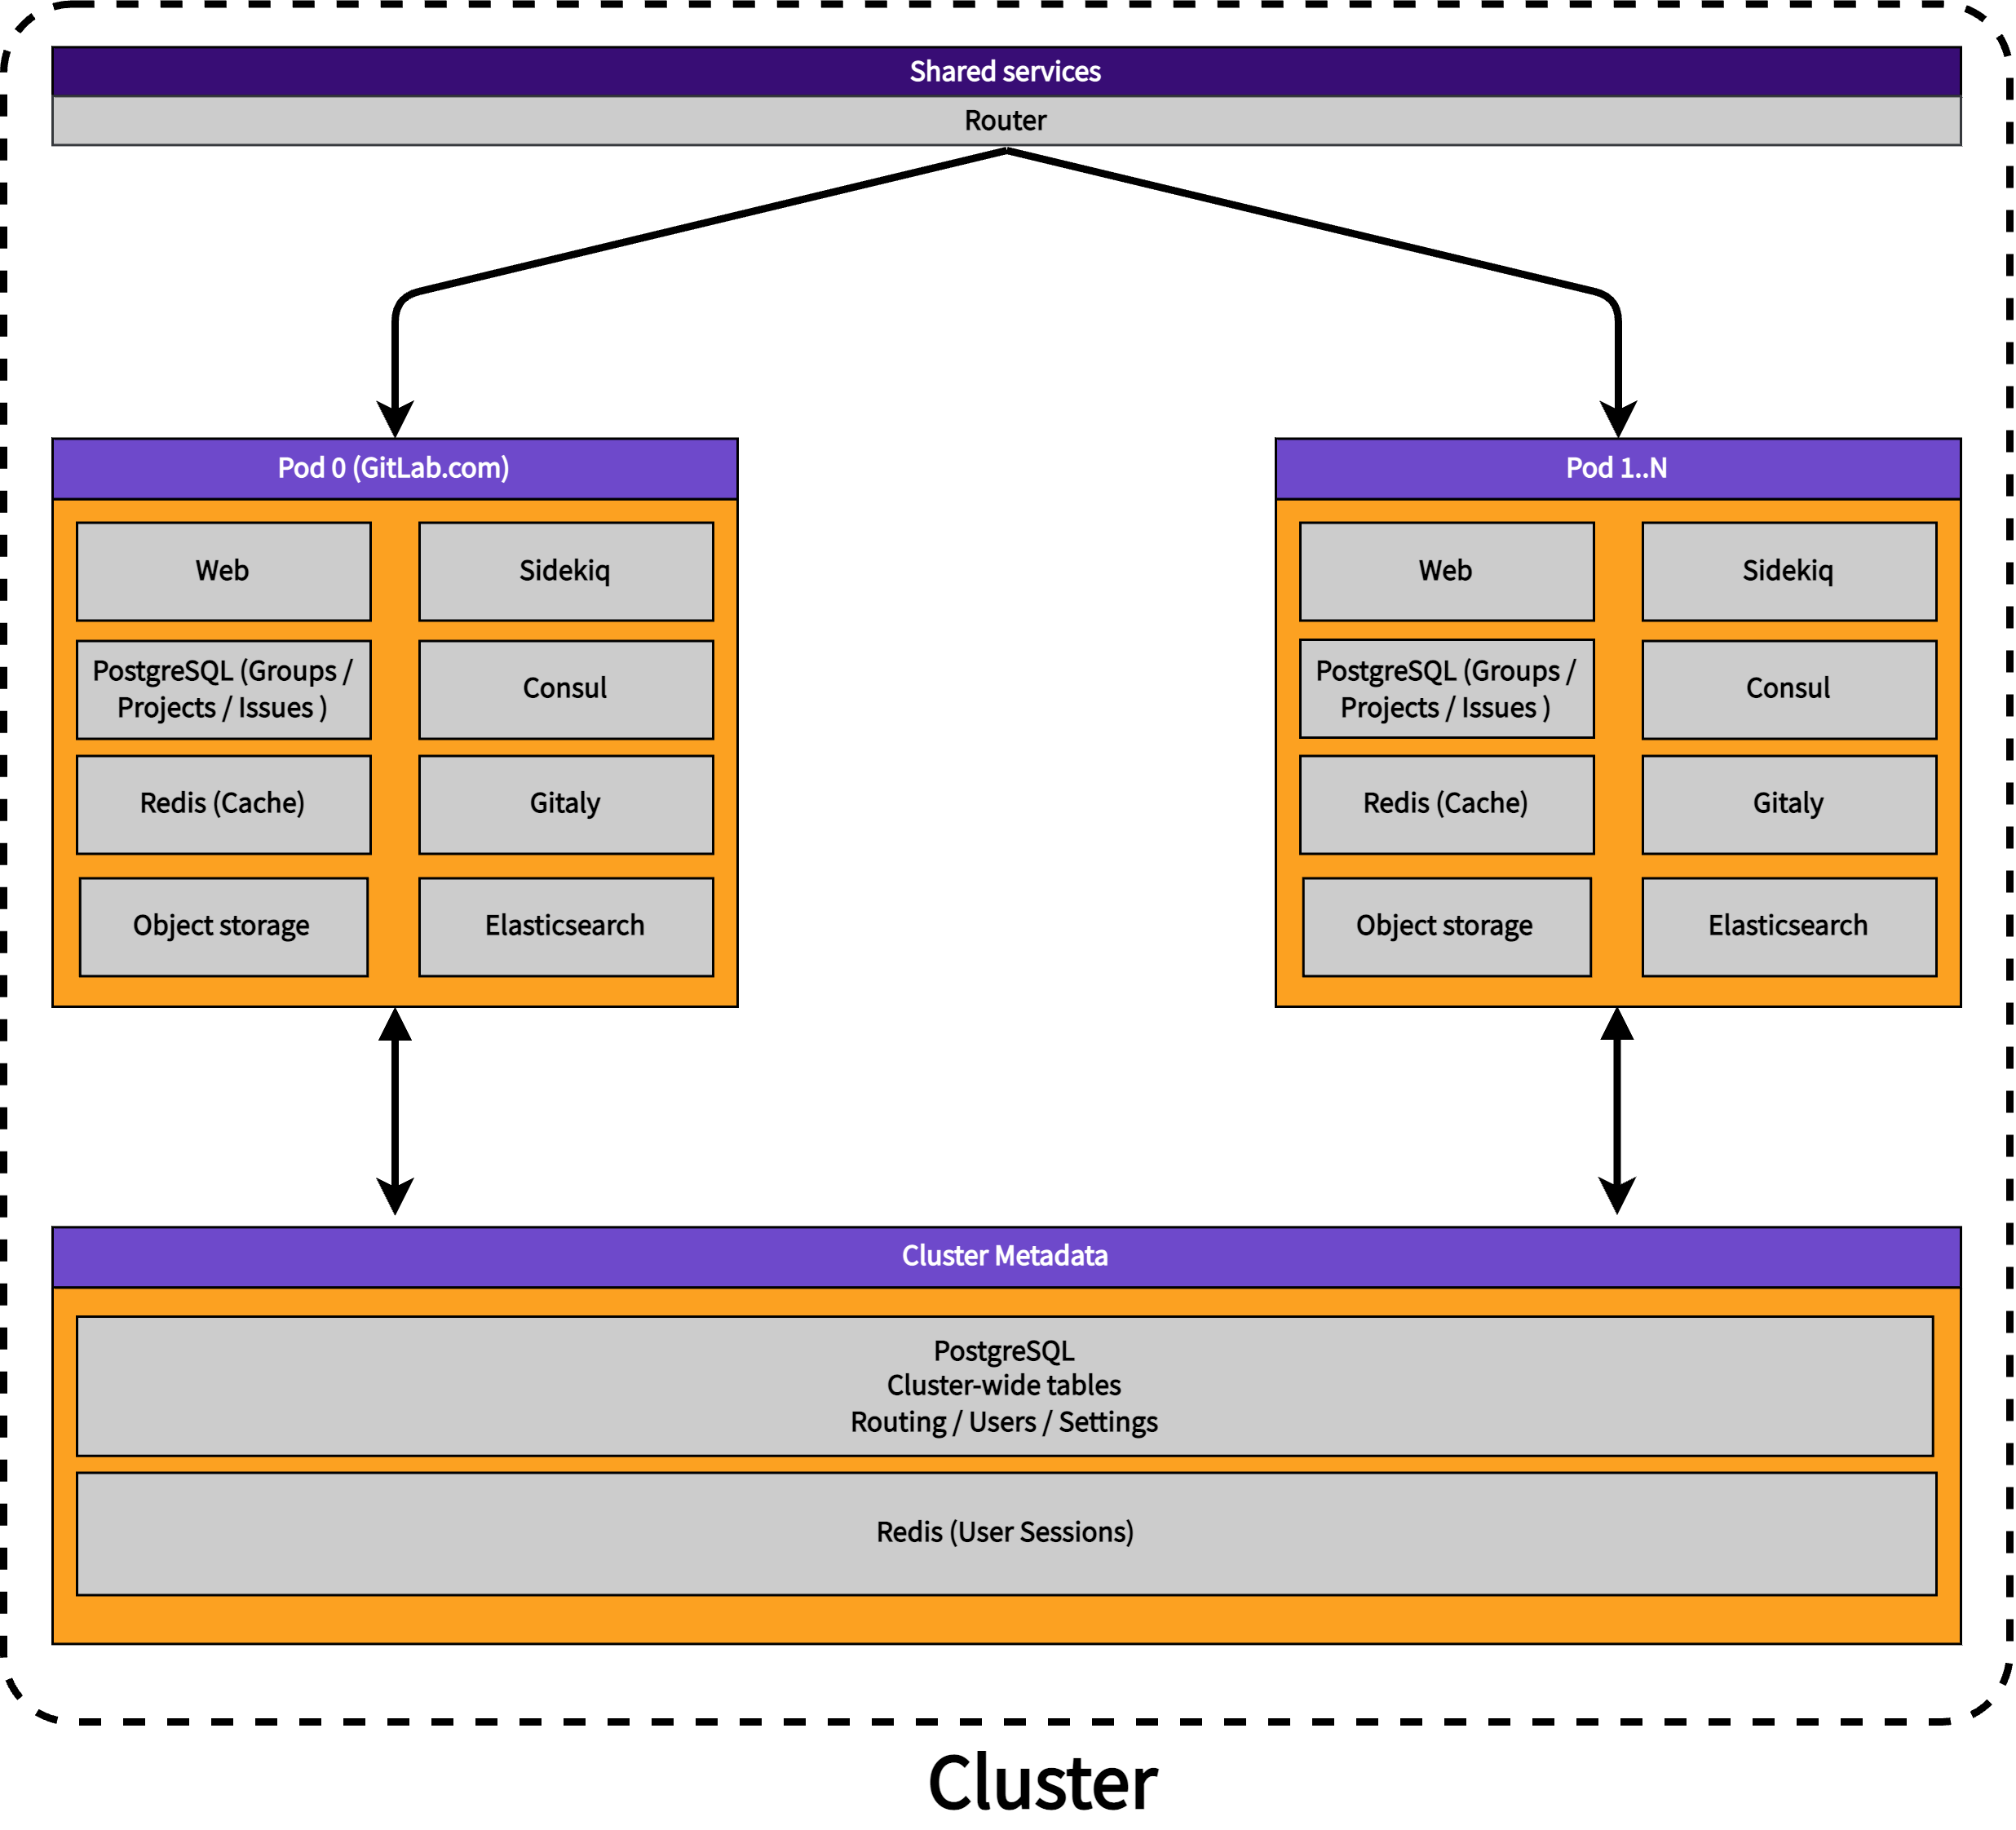 Shared services
Router
Pod 0 (GitLab.com)
Web
Sidekiq
PostgreSQL (Groups /
Projects / Issues )
Consul
Redis (Cache)
Gitaly
Object storage
Elasticsearch
Pod 1..N
Web
Sidekiq
PostgreSQL (Groups /
Projects / Issues )
Consul
Redis (Cache)
Gitaly
Object storage
Elasticsearch
Cluster Metadata
PostgreSQL
Cluster-wide tables
Routing / Users / Settings
Redis (User Sessions)
Cluster